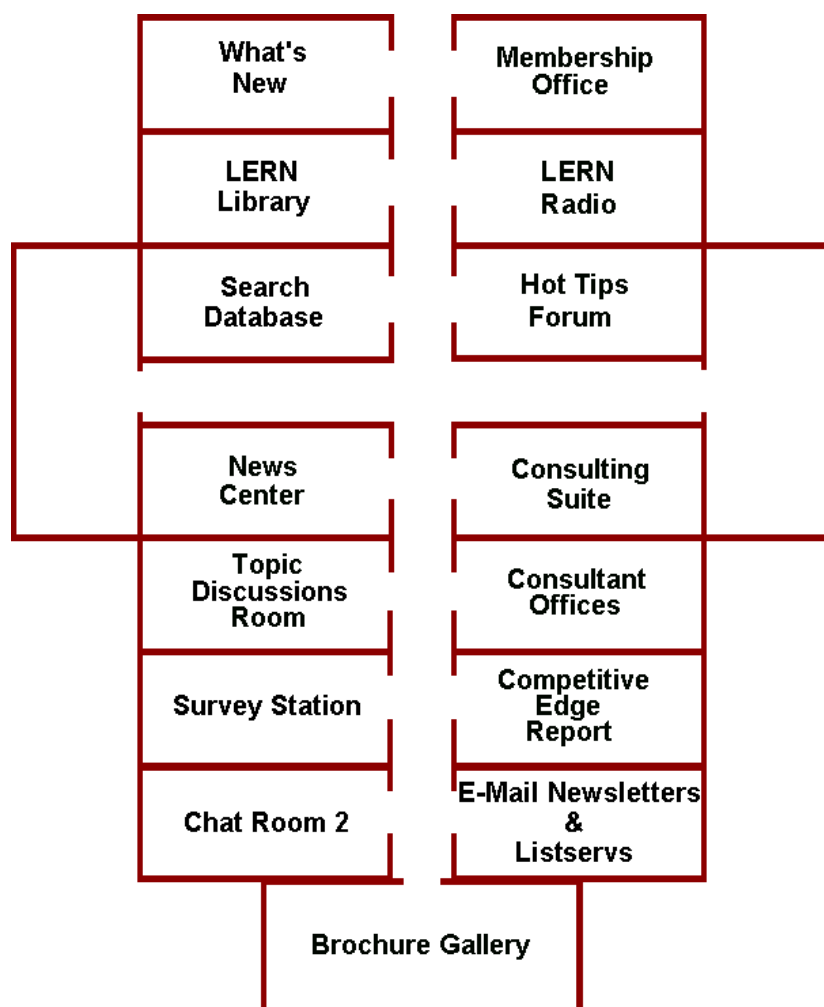 What's
New
Membership
Office
LERN
Library
LERN
Radio
Search
Database
Hot Tips
Forum
News
Center
Consulting
Suite
Topic
Discussions
Room
Consultant
Offices
Survey Station
Competitive
Edge
Report
Chat Room 2
E-Mail Newsletters
&
Listservs
Brochure Gallery